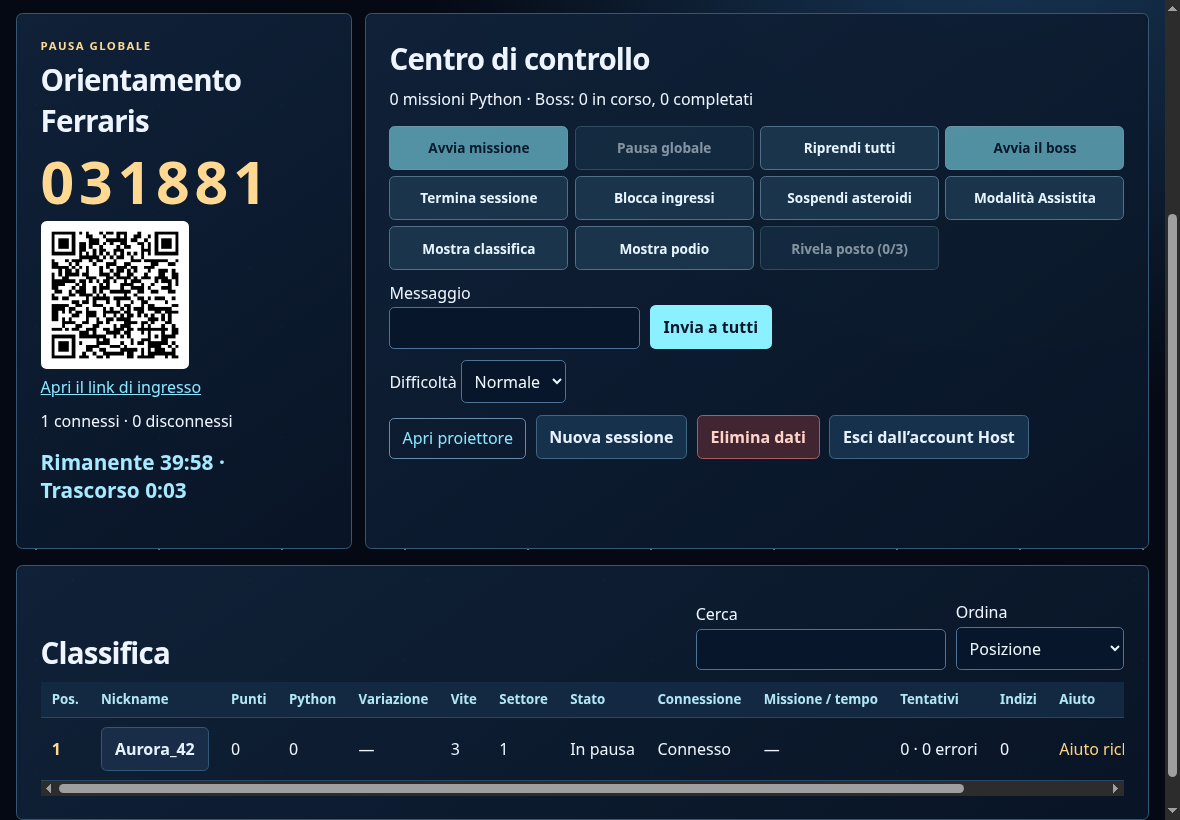 PAUSA GLOBALE
Orientamento
Ferraris
031881
Apri il link di ingresso
1 connessi · 0 disconnessi
Rimanente 39:58 ·
Trascorso 0:03
Centro di controllo
0 missioni Python · Boss: 0 in corso, 0 completati
Avvia missione Pausa globale Riprendi tutti Avvia il boss
Termina sessione Blocca ingressi Sospendi asteroidi Modalità Assistita
Mostra classifica Mostra podio Rivela posto (0/3)
Messaggio
Invia a tutti
Difficoltà Normale
Apri proiettore Nuova sessione Elimina dati Esci dall’account Host
Classifica
Cerca
Ordina
Posizione
Pos. Nickname Punti Python Variazione Vite Settore Stato Connessione Missione / tempo Tentativi Indizi Aiuto
1 Aurora_42 0 0 — 3 1 In pausa Connesso — 0 · 0 errori 0 Aiuto